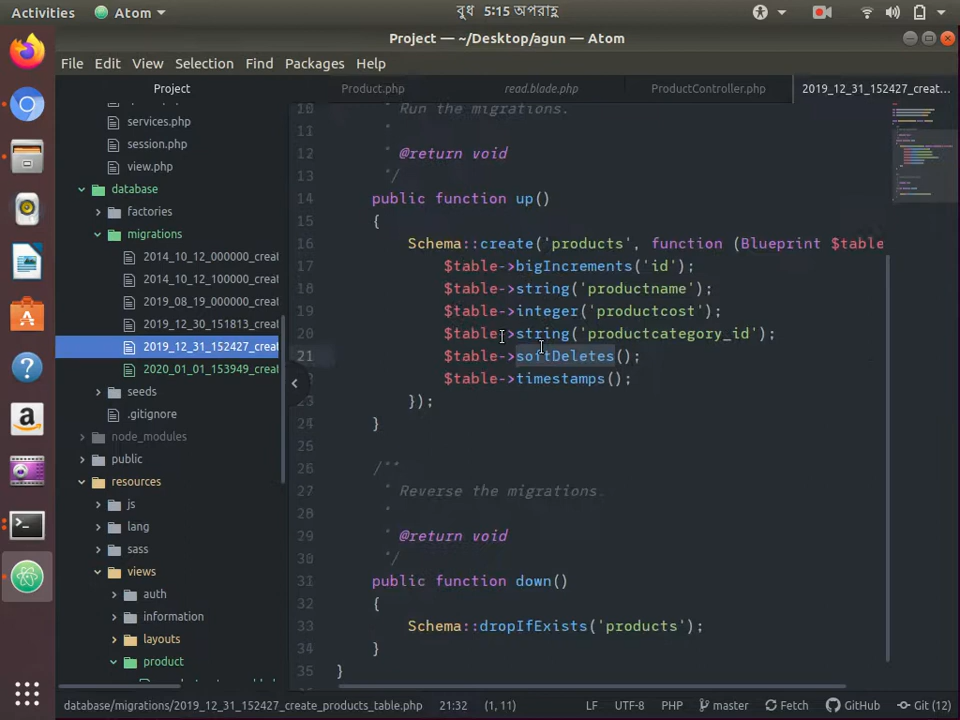 Activities
Atom
বুধ 5:15 অপরাহ্ণ
Project — ~/Desktop/agun — Atom
File Edit View Selection Find Packages Help
Project
Product.php
read.blade.php
ProductController.php
2019_12_31_152427_creat...
services.php
session.php
view.php
database
factories
migrations
2014_10_12_000000_creat
2014_10_12_100000_creat
2019_08_19_000000_creat
2019_12_30_151813_creat
2019_12_31_152427_creat
2020_01_01_153949_creat
seeds
.gitignore
node_modules
public
resources
js
lang
sass
views
auth
information
layouts
product
10 * Run the migrations.
11 *
12 * @return void
13 */
14 public function up()
15 {
16 Schema::create('products', function (Blueprint $table
17 $table->bigIncrements('id');
18 $table->string('productname');
19 $table->integer('productcost');
20 $table->string('productcategory_id');
21 $table->softDeletes();
$table->timestamps();
23 });
24 }
25
26 /**
27 * Reverse the migrations.
28 *
29 * @return void
30 */
31 public function down()
32 {
33 Schema::dropIfExists('products');
34 }
35 }
database/migrations/2019_12_31_152427_create_products_table.php 21:32 (1, 11) LF UTF-8 PHP master Fetch GitHub Git (12)